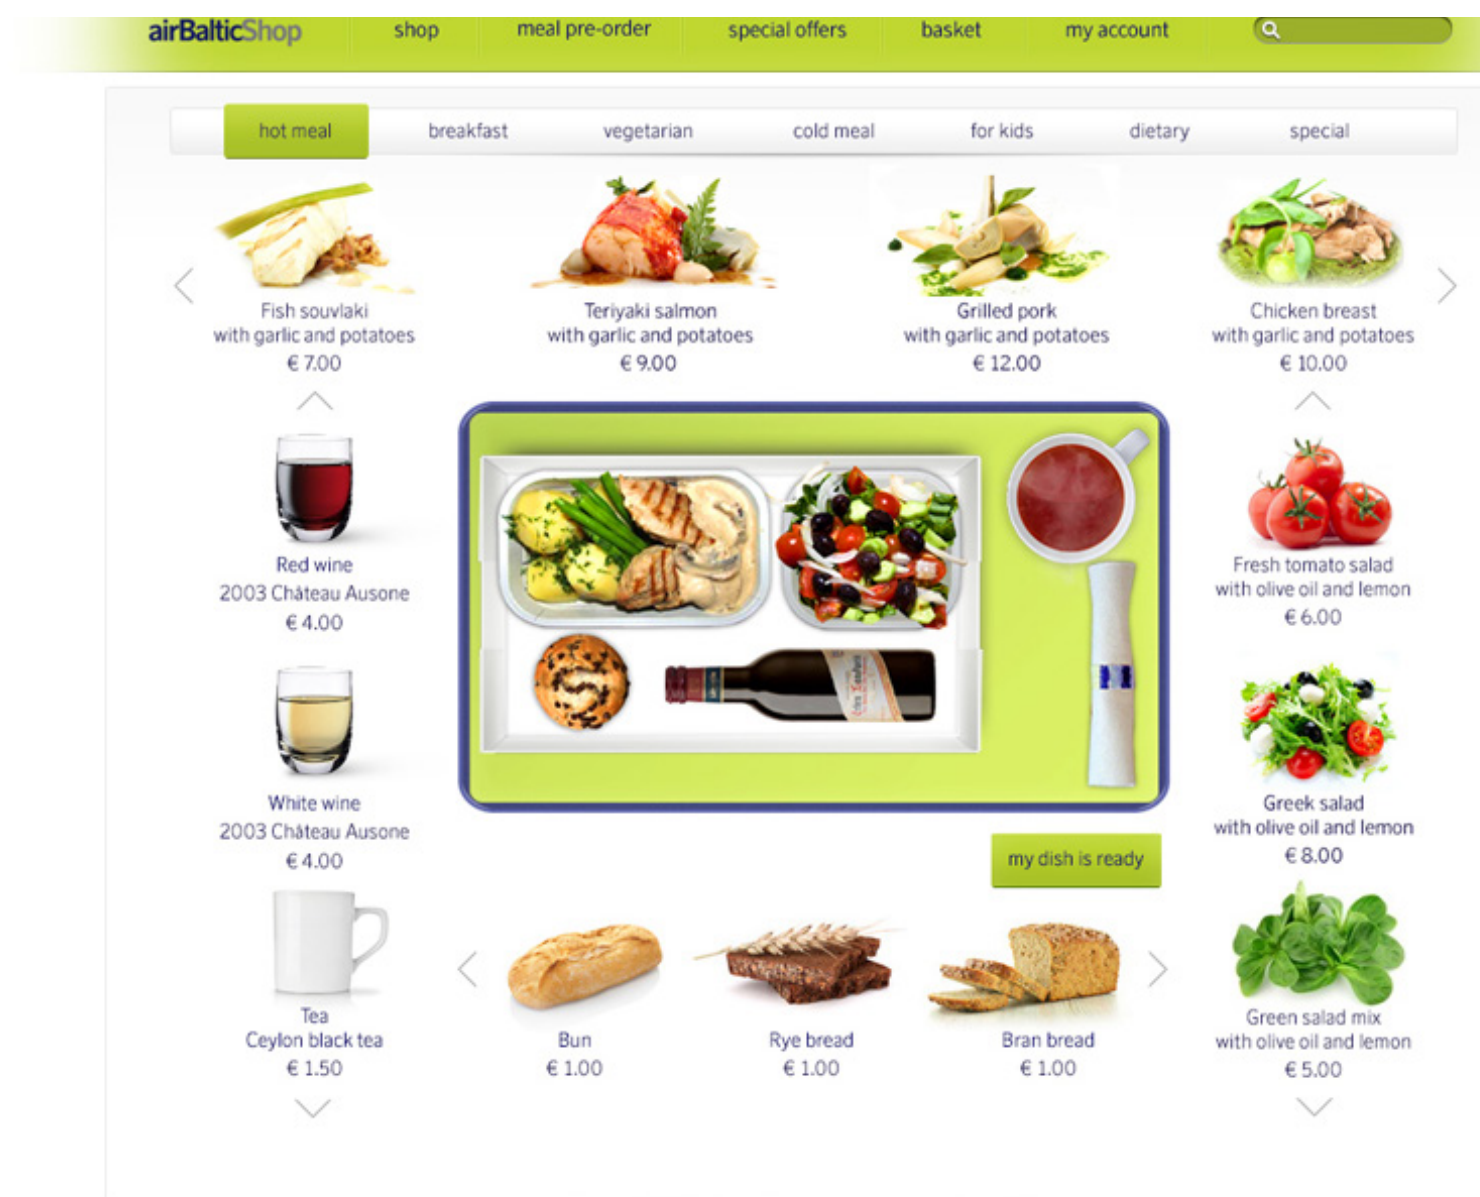 airBalticShop
shop
meal pre-order
special offers
basket
my account
hot meal
breakfast
vegetarian
cold meal
for kids
dietary
special
Fish souvlaki
with garlic and potatoes
€ 7.00
Teriyaki salmon
with garlic and potatoes
€ 9.00
Grilled pork
with garlic and potatoes
€ 12.00
Chicken breast
with garlic and potatoes
€ 10.00
Red wine
2003 Château Ausone
€ 4.00
Fresh tomato salad
with olive oil and lemon
€ 6.00
White wine
2003 Château Ausone
€ 4.00
Greek salad
with olive oil and lemon
€ 8.00
my dish is ready
Tea
Ceylon black tea
€ 1.50
Bun
€ 1.00
Rye bread
€ 1.00
Bran bread
€ 1.00
Green salad mix
with olive oil and lemon
€ 5.00